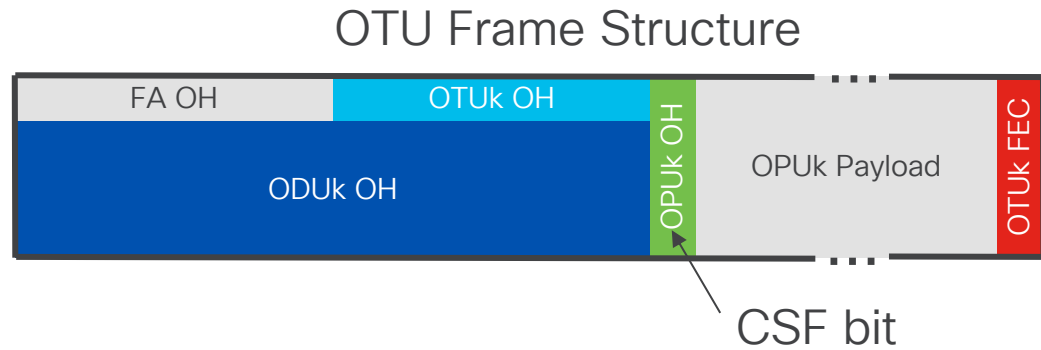 OTU Frame Structure
FA OH
OTUk OH
ODUk OH
OPUk OH
OPUk Payload
OTUk FEC
CSF bit